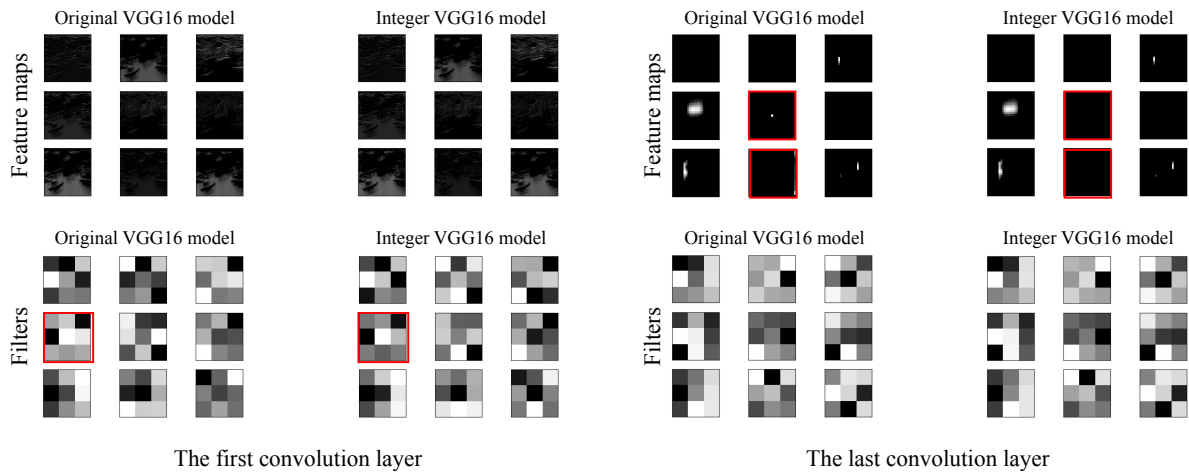 Original VGG16 model
Integer VGG16 model
Original VGG16 model
Integer VGG16 model
Feature maps
Feature maps
Original VGG16 model
Integer VGG16 model
Original VGG16 model
Integer VGG16 model
Filters
Filters
The first convolution layer
The last convolution layer